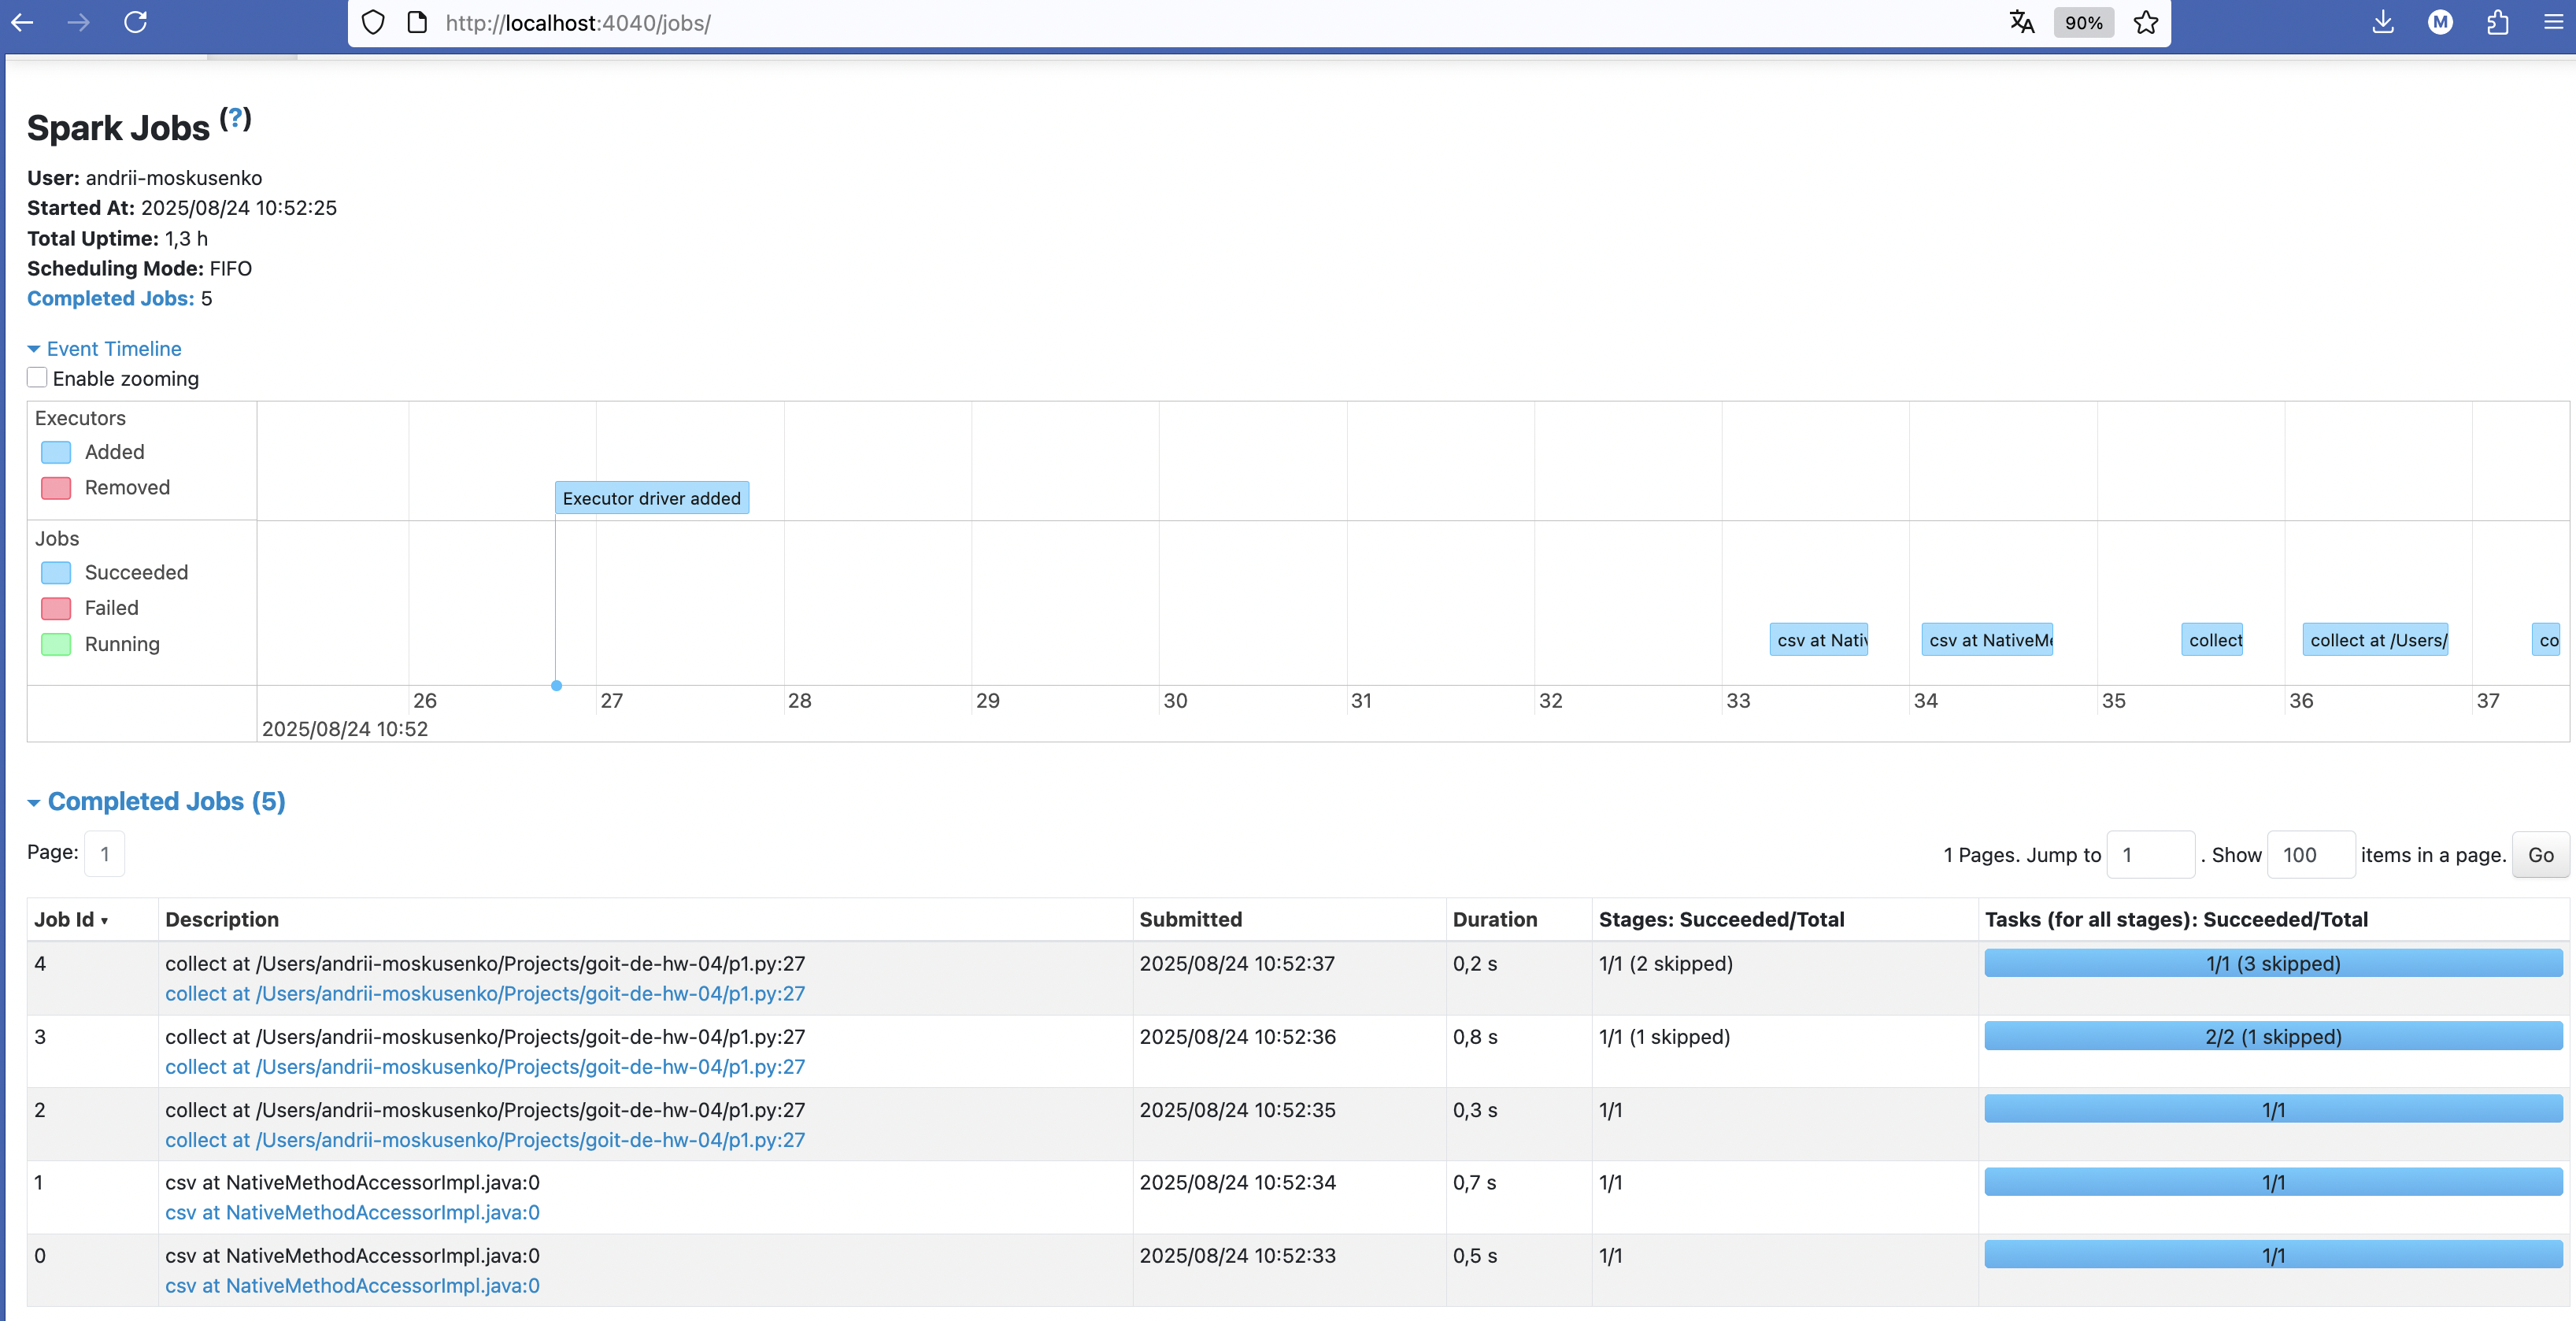 http://localhost:4040/jobs/
90%
M
Spark Jobs (?)
User: andrii-moskusenko
Started At: 2025/08/24 10:52:25
Total Uptime: 1,3 h
Scheduling Mode: FIFO
Completed Jobs: 5
Event Timeline
Enable zooming
Executors
Added
Removed
Executor driver added
Jobs
Succeeded
Failed
Running
csv at Nativ
csv at NativeMe
collect
collect at /Users/
co
26 27 28 29 30 31 32 33 34 35 36 37
2025/08/24 10:52
Completed Jobs (5)
Page: 1
1 Pages. Jump to 1 . Show 100 items in a page. Go
Job Id ▾ Description Submitted Duration Stages: Succeeded/Total Tasks (for all stages): Succeeded/Total
4 collect at /Users/andrii-moskusenko/Projects/goit-de-hw-04/p1.py:27 2025/08/24 10:52:37 0,2 s 1/1 (2 skipped) 1/1 (3 skipped)
collect at /Users/andrii-moskusenko/Projects/goit-de-hw-04/p1.py:27
3 collect at /Users/andrii-moskusenko/Projects/goit-de-hw-04/p1.py:27 2025/08/24 10:52:36 0,8 s 1/1 (1 skipped) 2/2 (1 skipped)
collect at /Users/andrii-moskusenko/Projects/goit-de-hw-04/p1.py:27
2 collect at /Users/andrii-moskusenko/Projects/goit-de-hw-04/p1.py:27 2025/08/24 10:52:35 0,3 s 1/1 1/1
collect at /Users/andrii-moskusenko/Projects/goit-de-hw-04/p1.py:27
1 csv at NativeMethodAccessorImpl.java:0 2025/08/24 10:52:34 0,7 s 1/1 1/1
csv at NativeMethodAccessorImpl.java:0
0 csv at NativeMethodAccessorImpl.java:0 2025/08/24 10:52:33 0,5 s 1/1 1/1
csv at NativeMethodAccessorImpl.java:0